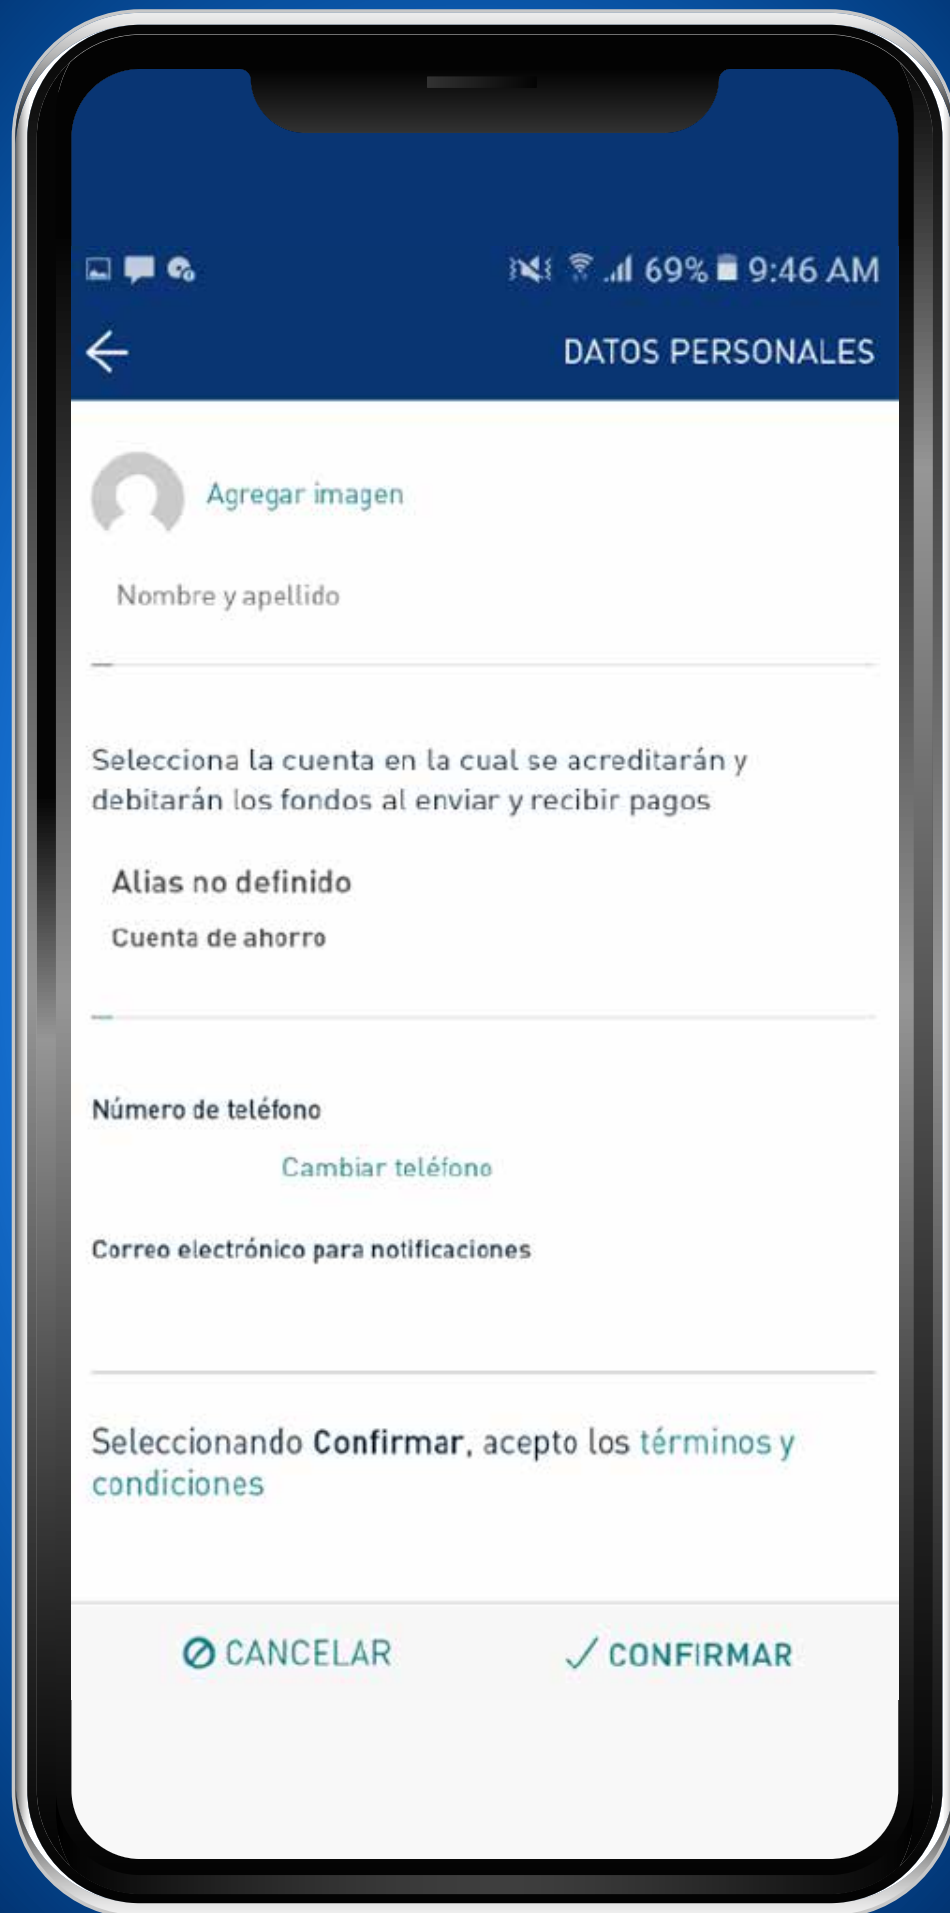 69% 9:46 AM
DATOS PERSONALES
Agregar imagen
Nombre y apellido
Selecciona la cuenta en la cual se acreditarán y
debitarán los fondos al enviar y recibir pagos
Alias no definido
Cuenta de ahorro
Número de teléfono
Cambiar teléfono
Correo electrónico para notificaciones
Seleccionando Confirmar, acepto los términos y
condiciones
CANCELAR CONFIRMAR